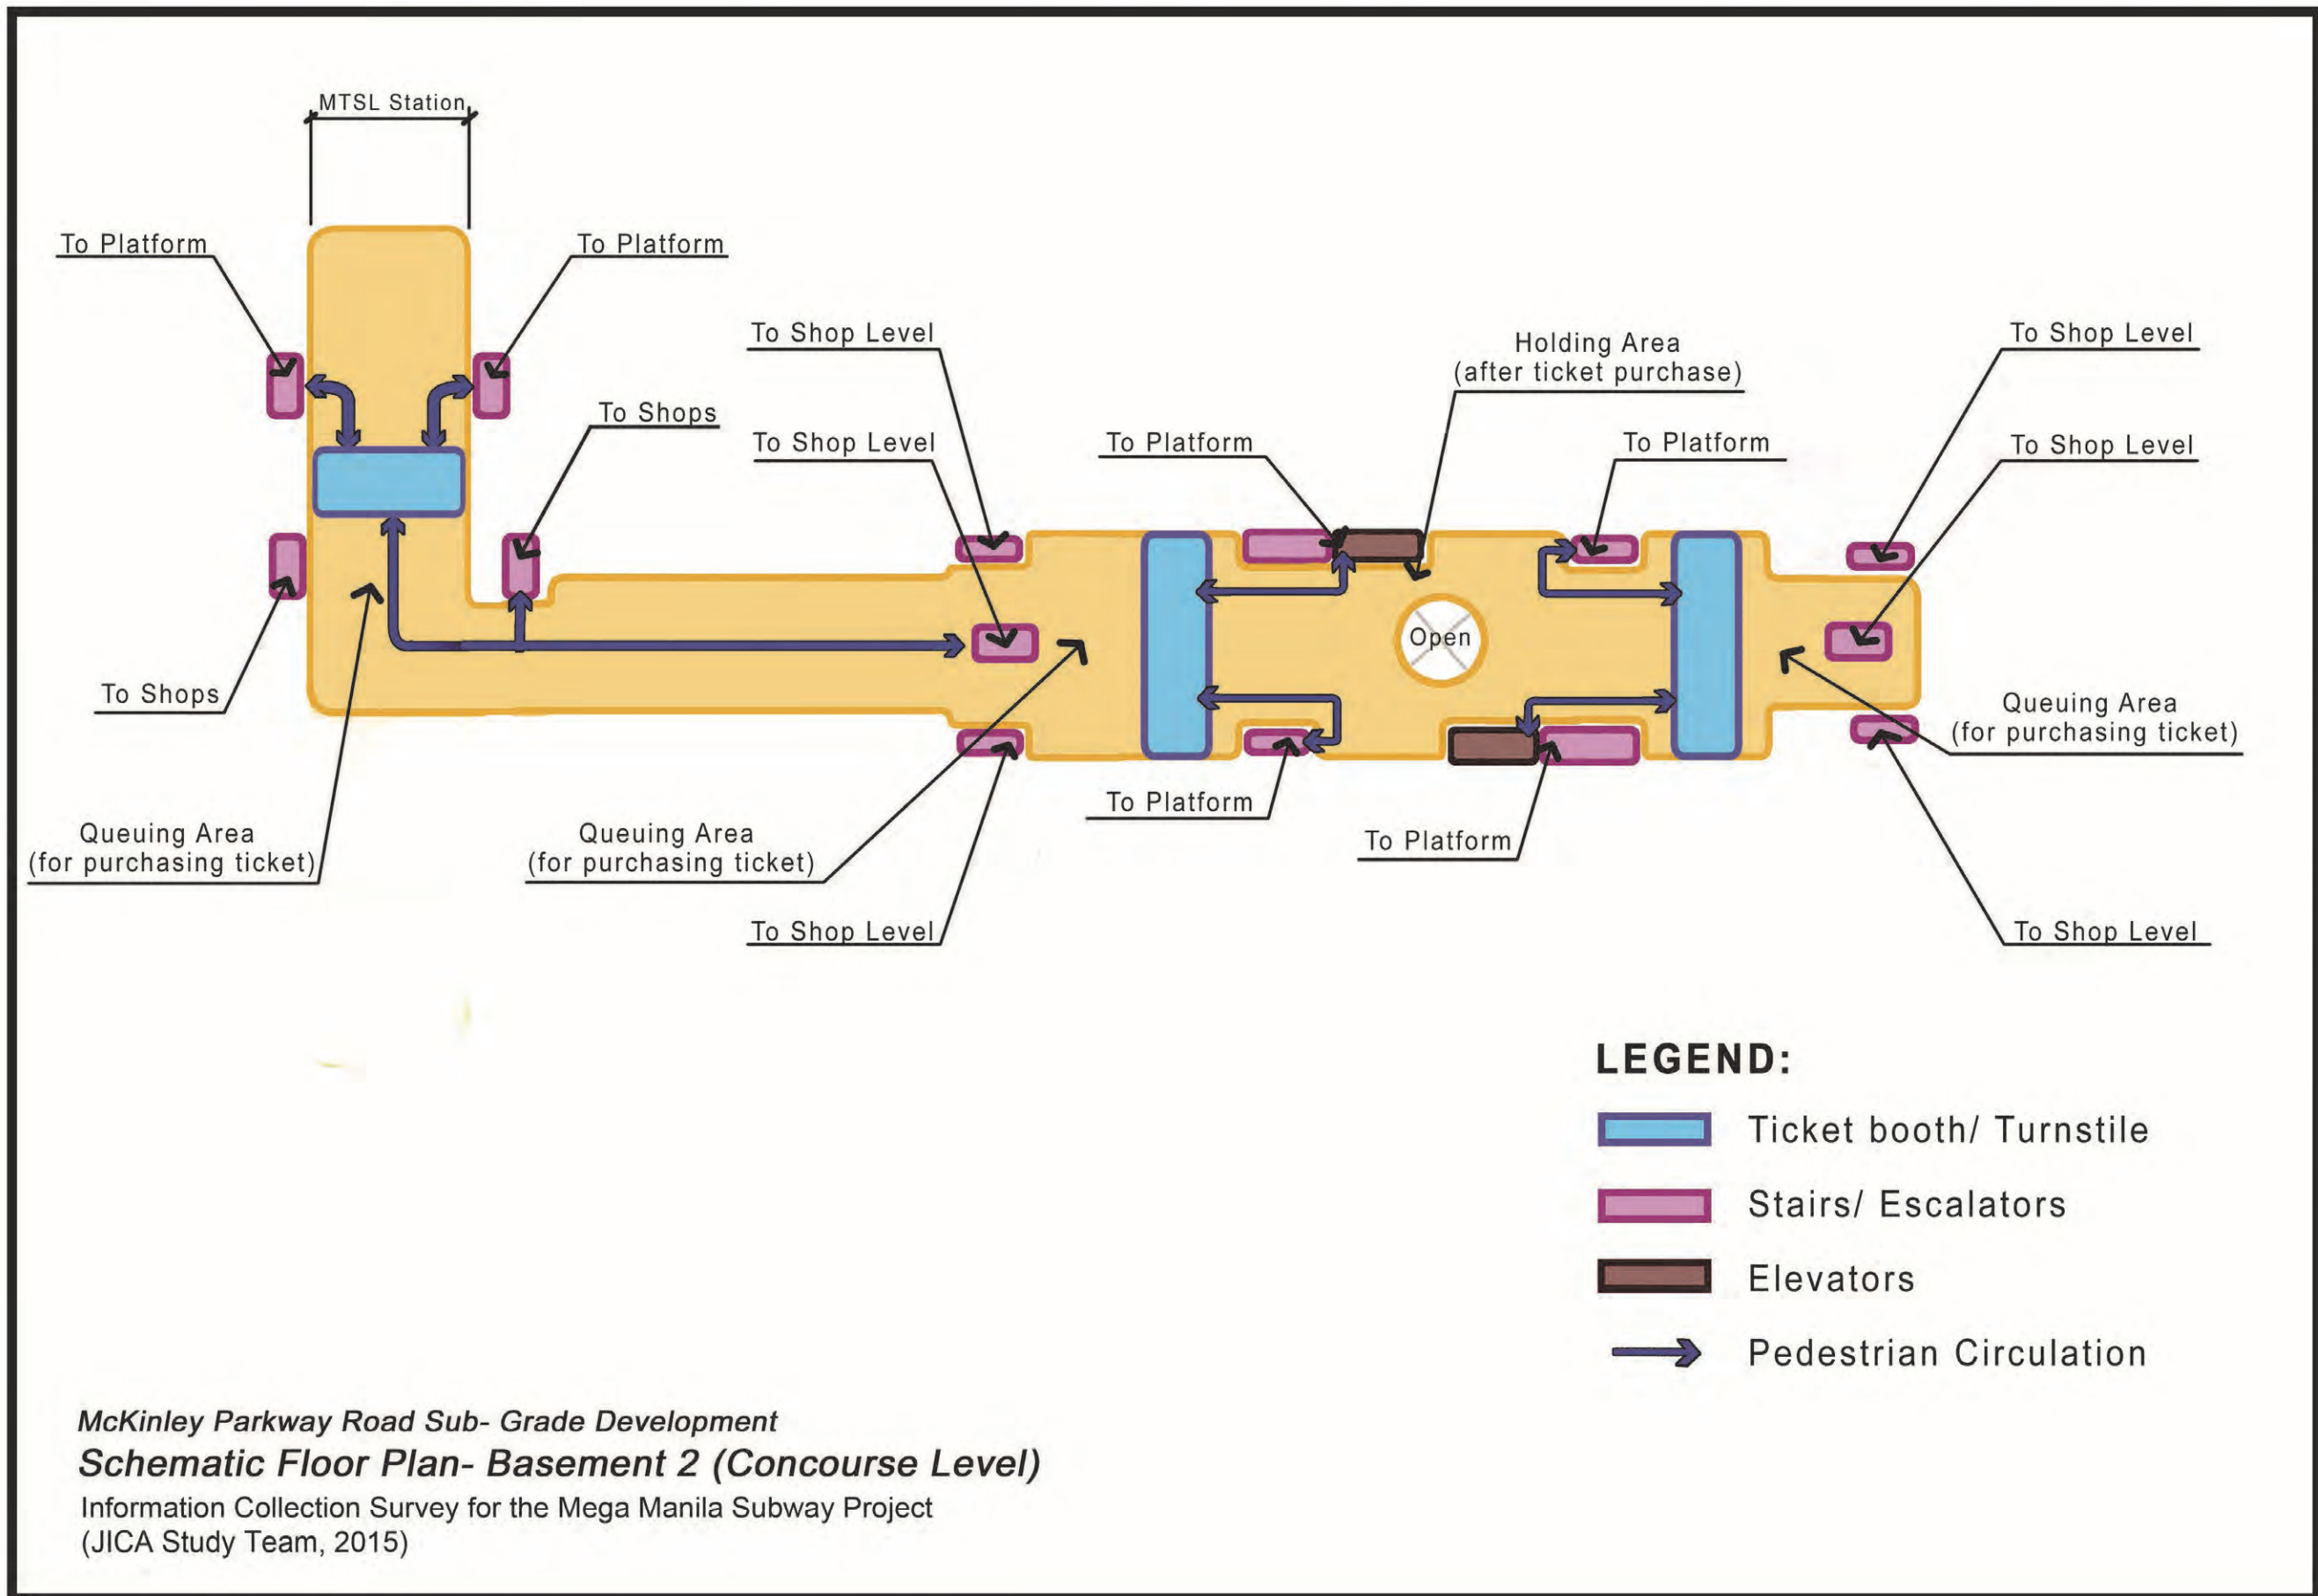 MTSL Station
To Platform
To Platform
To Shop Level
To Shop Level
Holding Area
(after ticket purchase)
To Shops
To Shop Level
To Platform
To Platform
To Shop Level
Open
To Shops
Queuing Area
(for purchasing ticket)
To Platform
Queuing Area
(for purchasing ticket)
Queuing Area
(for purchasing ticket)
To Platform
To Shop Level
To Shop Level
LEGEND:
Ticket booth/ Turnstile
Stairs/ Escalators
Elevators
Pedestrian Circulation
McKinley Parkway Road Sub- Grade Development
Schematic Floor Plan- Basement 2 (Concourse Level)
Information Collection Survey for the Mega Manila Subway Project
(JICA Study Team, 2015)